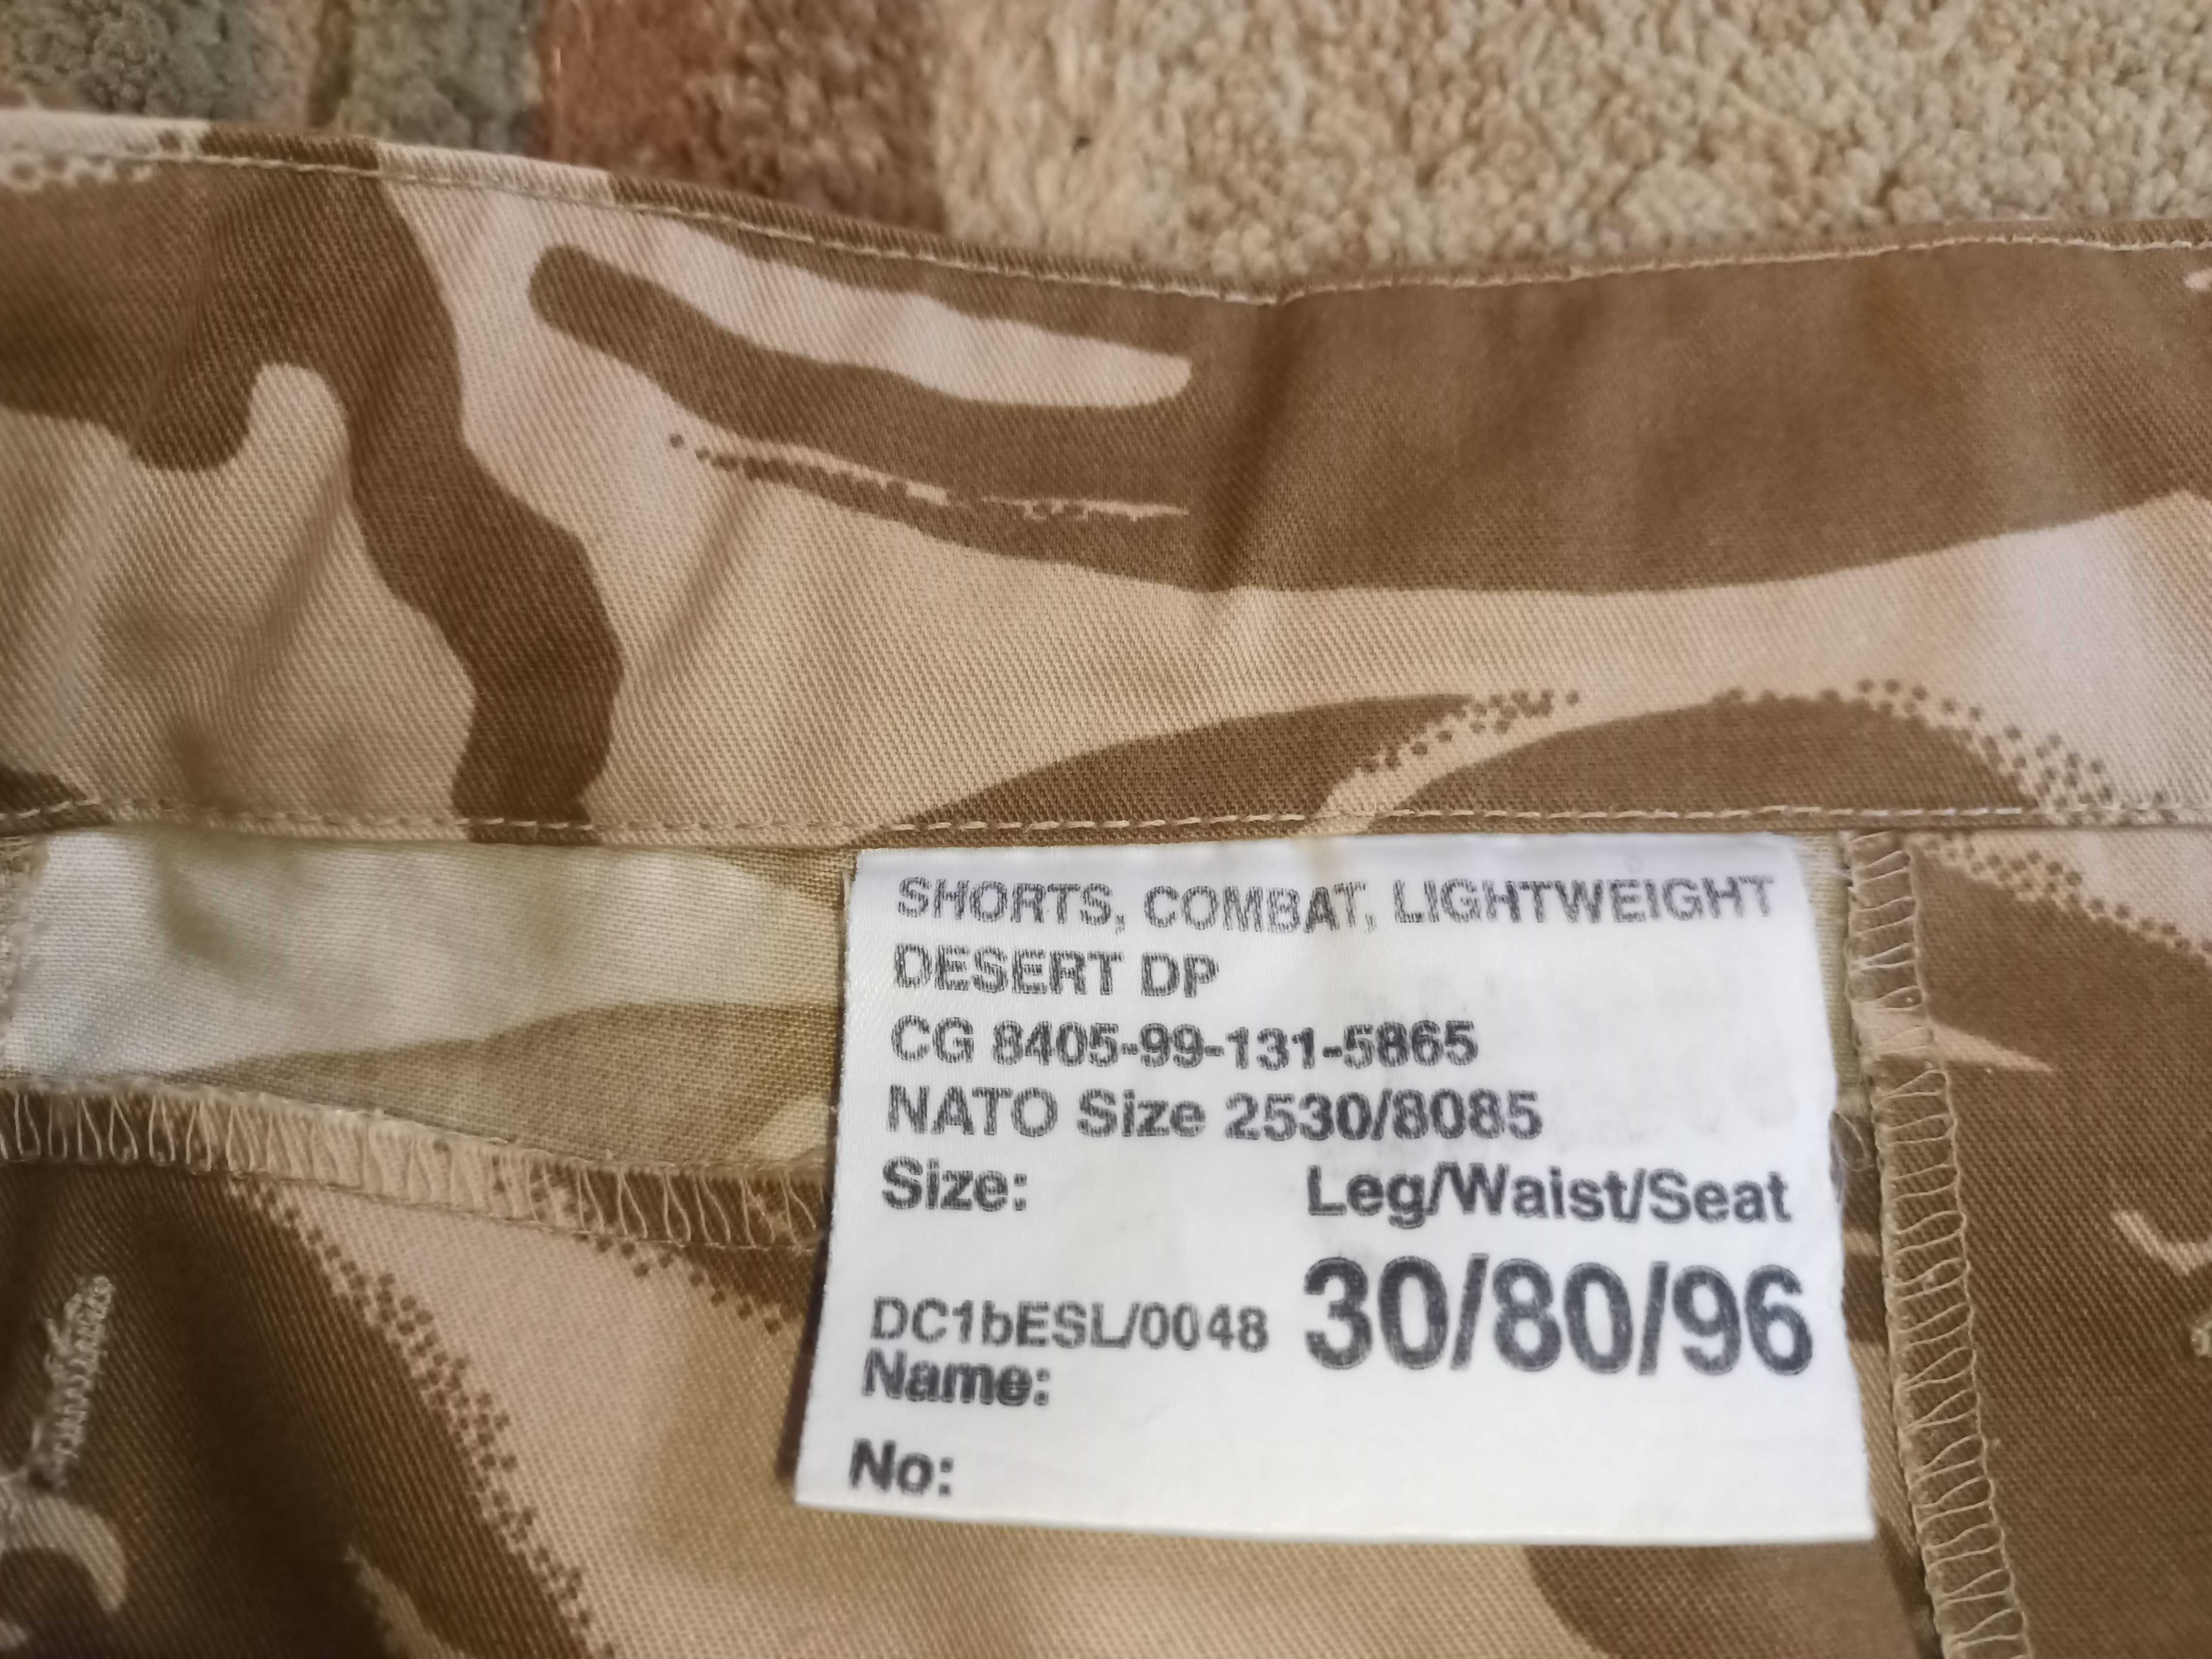 SHORTS, COMBAT, LIGHTWEIGHT
DESERT DP
CG 8405-99-131-5865
NATO Size 2530/8085
Size: Leg/Waist/Seat
DC1bESL/0048 30/80/96
Name:
No: